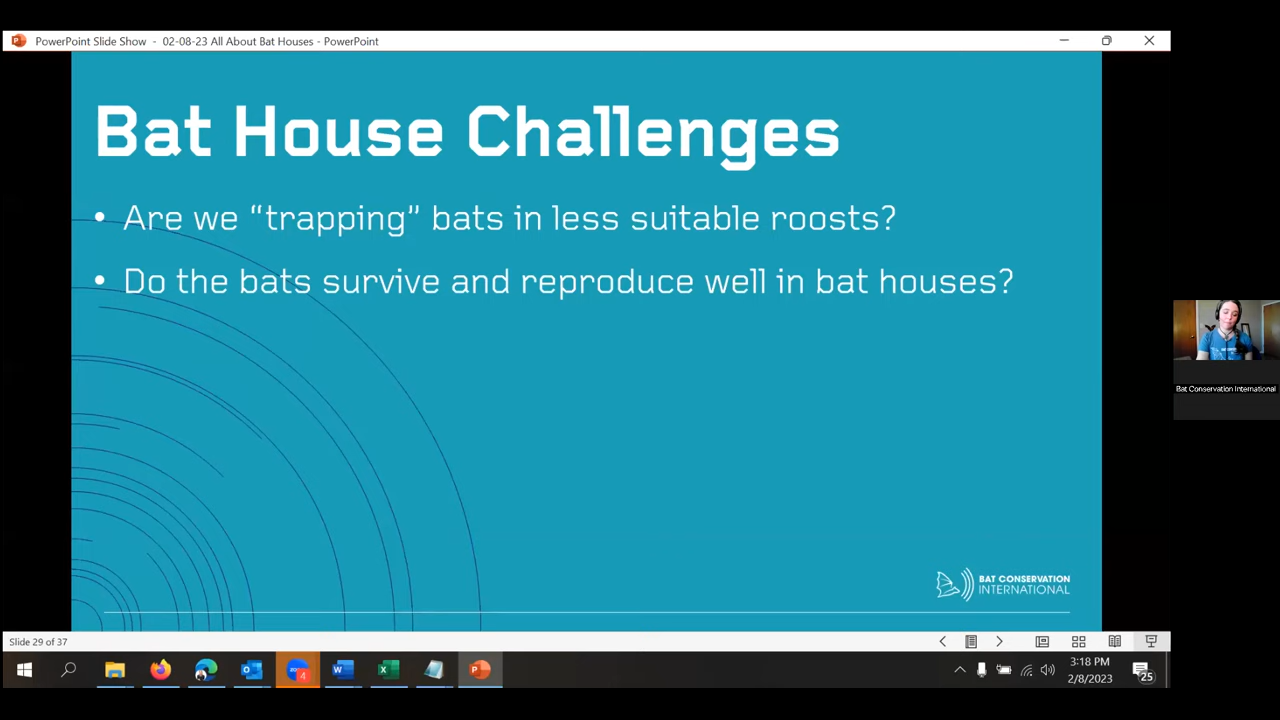 PowerPoint Slide Show - 02-08-23 All About Bat Houses - PowerPoint
Bat House Challenges
• Are we “trapping” bats in less suitable roosts?
• Do the bats survive and reproduce well in bat houses?
BAT CONSERVATION
INTERNATIONAL
Bat Conservation International
Slide 29 of 37
4
3:18 PM
2/8/2023
25